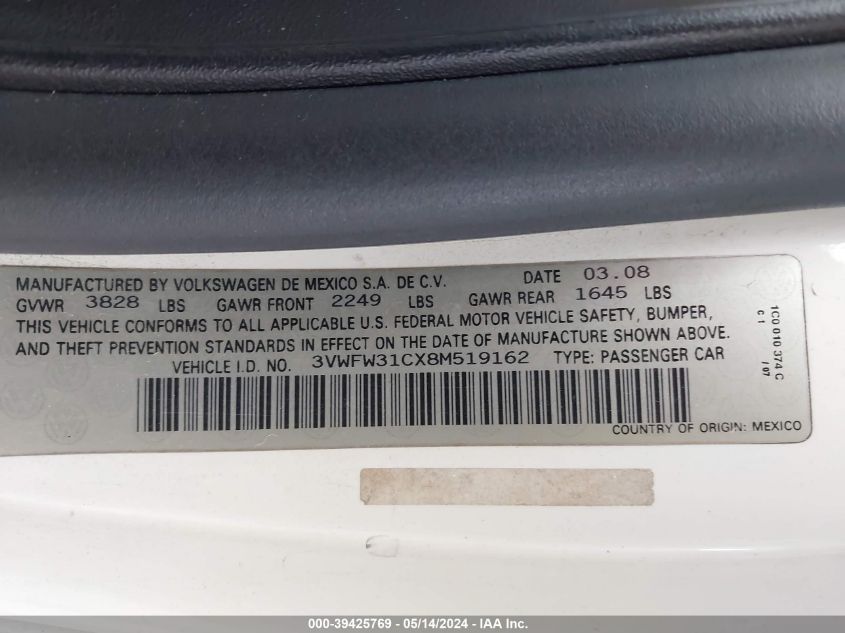 MANUFACTURED BY VOLKSWAGEN DE MEXICO S.A. DE C.V. DATE 03.08
GVWR 3828 LBS GAWR FRONT 2249 LBS GAWR REAR 1645 LBS
THIS VEHICLE CONFORMS TO ALL APPLICABLE U.S. FEDERAL MOTOR VEHICLE SAFETY, BUMPER,
AND THEFT PREVENTION STANDARDS IN EFFECT ON THE DATE OF MANUFACTURE SHOWN ABOVE.
VEHICLE I.D. NO. 3VWFW31CX8M519162 TYPE: PASSENGER CAR
COUNTRY OF ORIGIN: MEXICO
1C0 010 374 C
C1 /07
000-39425769 - 05/14/2024 - IAA Inc.